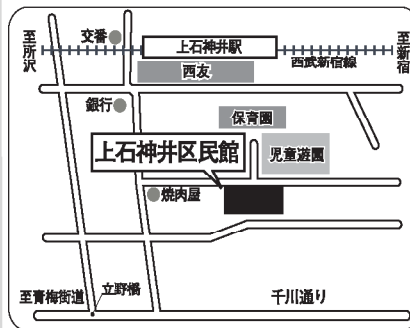 交番
上石神井駅
至所沢
至新宿
西友
西武新宿線
銀行
保育園
上石神井区民館
児童遊園
焼肉屋
立野橋
至青梅街道
千川通り